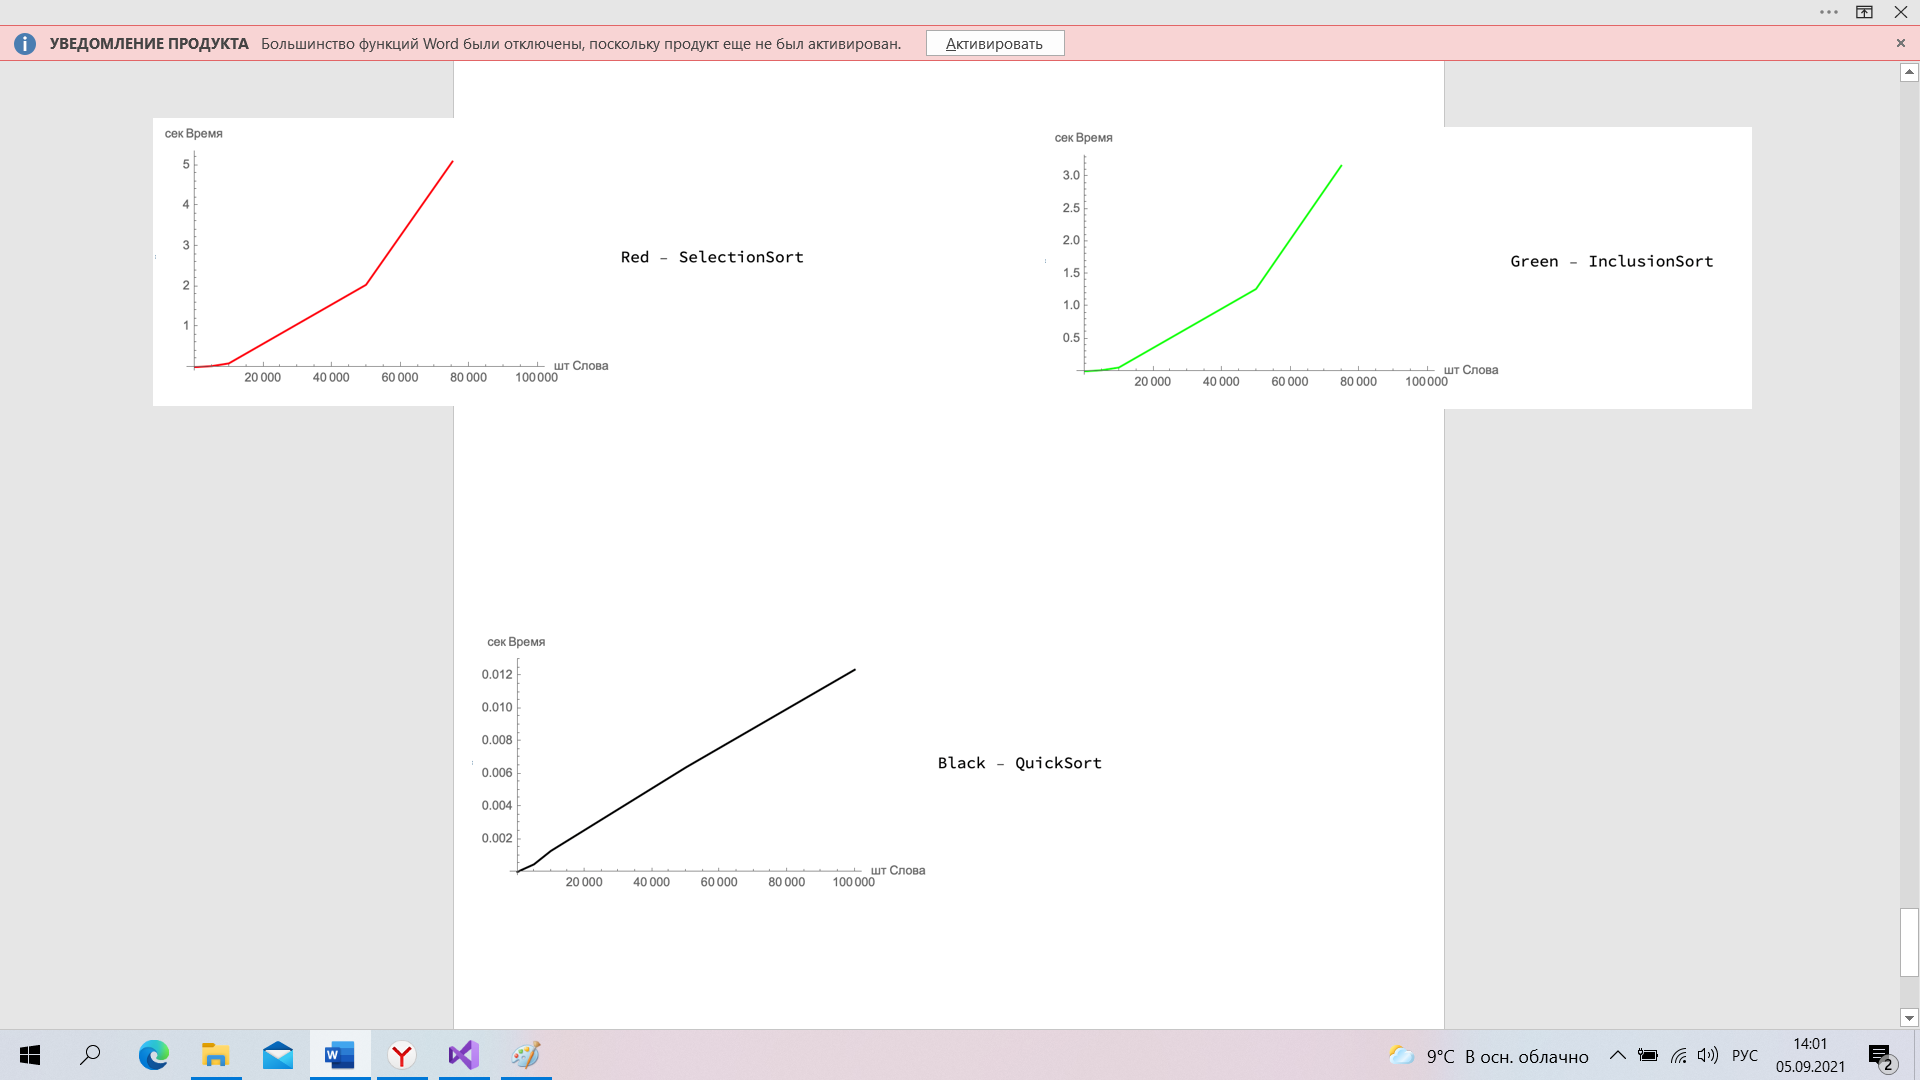 УВЕДОМЛЕНИЕ ПРОДУКТА Большинство функций Word были отключены, поскольку продукт еще не был активирован. Активировать
сек Время
5
4
3
2
1
20 000 40 000 60 000 80 000 100 000
шт Слова
Red – SelectionSort
сек Время
3.0
2.5
2.0
1.5
1.0
0.5
20 000 40 000 60 000 80 000 100 000
шт Слова
Green – InclusionSort
сек Время
0.012
0.010
0.008
0.006
0.004
0.002
20 000 40 000 60 000 80 000 100 000
шт Слова
Black – QuickSort
9°C В осн. облачно
РУС
14:01
05.09.2021
2